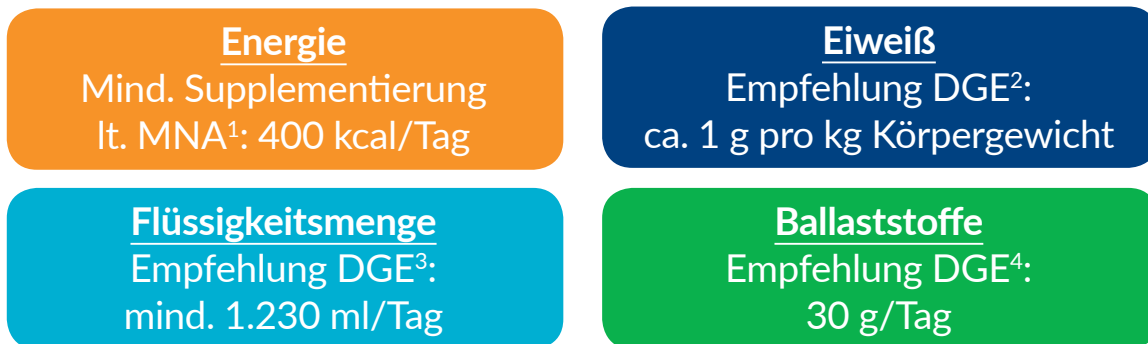 Energie
Mind. Supplementierung
lt. MNA¹: 400 kcal/Tag
Eiweiß
Empfehlung DGE²:
ca. 1 g pro kg Körpergewicht
Flüssigkeitsmenge
Empfehlung DGE³:
mind. 1.230 ml/Tag
Ballaststoffe
Empfehlung DGE⁴:
30 g/Tag